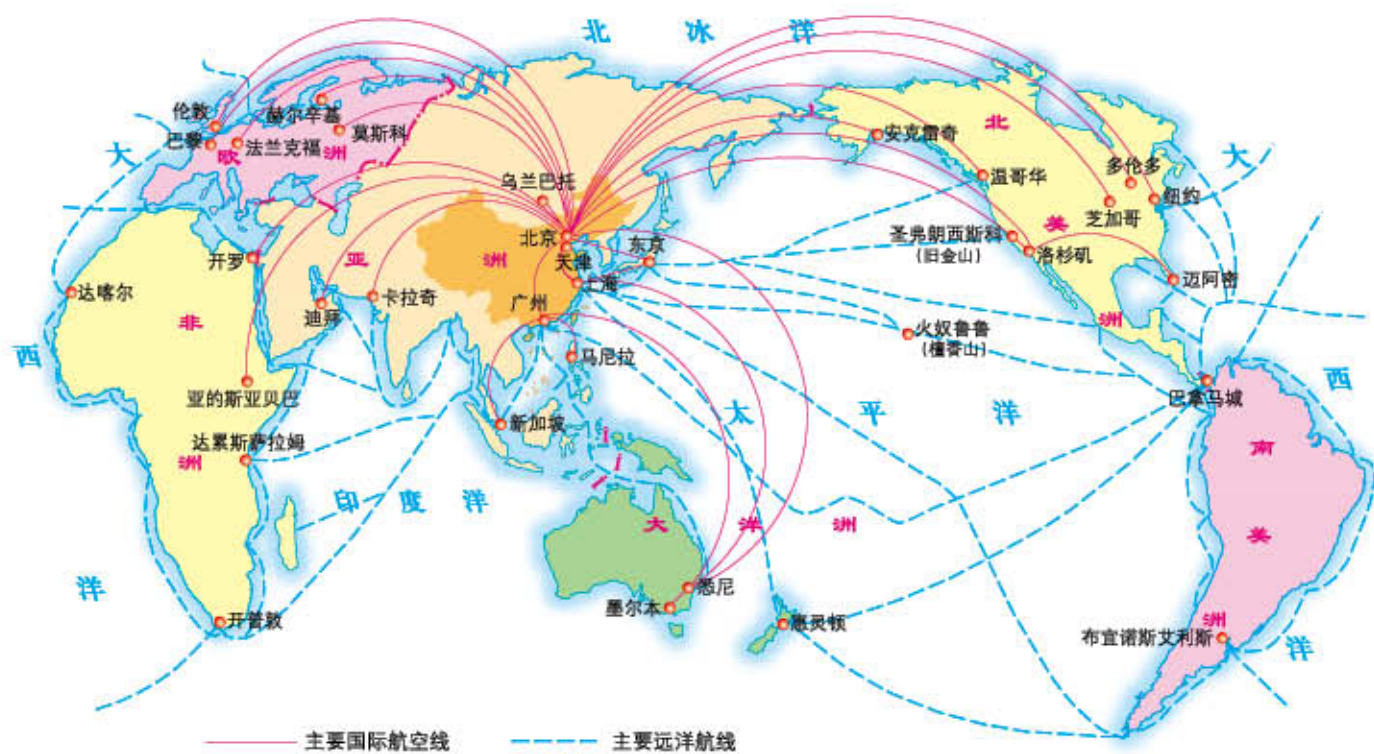 北冰洋
伦敦
赫尔辛基
巴黎
法兰克福
莫斯科
欧洲
大西洋
乌兰巴托
北京
天津
东京
上海
广州
亚洲
开罗
达喀尔
迪拜
卡拉奇
马尼拉
非洲
亚的斯亚贝巴
达累斯萨拉姆
新加坡
印度洋
开普敦
太平洋
大洋洲
悉尼
墨尔本
惠灵顿
安克雷奇
北美洲
温哥华
多伦多
纽约
芝加哥
圣弗朗西斯科
(旧金山)
洛杉矶
迈阿密
火奴鲁鲁
(檀香山)
巴拿马城
大西洋
南美洲
布宜诺斯艾利斯
主要国际航空线
主要远洋航线